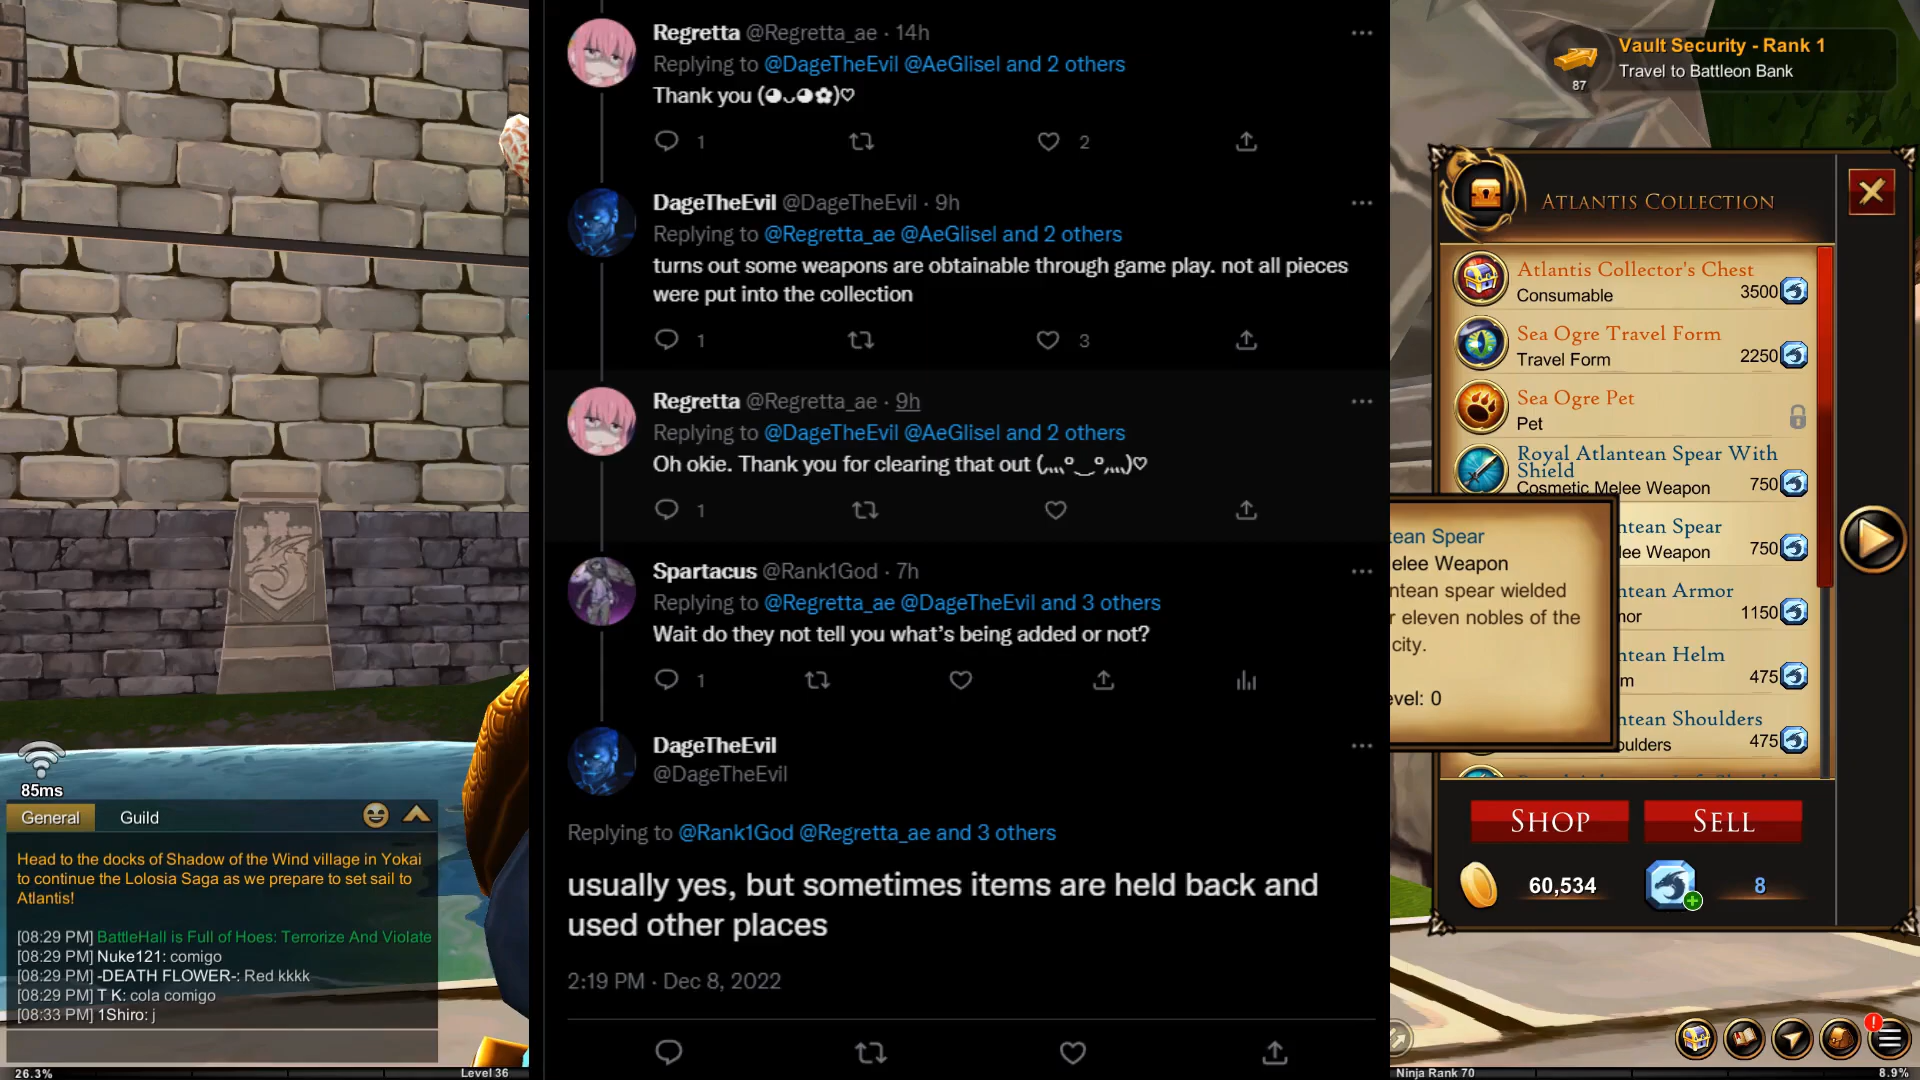 Regretta @Regretta_ae · 14h
Replying to @DageTheEvil @AeGlisel and 2 others
Thank you (◕ᴗ◕✿)♡
1
2
DageTheEvil @DageTheEvil · 9h
Replying to @Regretta_ae @AeGlisel and 2 others
turns out some weapons are obtainable through game play. not all pieces
were put into the collection
1
3
Regretta @Regretta_ae · 9h
Replying to @DageTheEvil @AeGlisel and 2 others
Oh okie. Thank you for clearing that out (灬º‿º灬)♡
1
Spartacus @Rank1God · 7h
Replying to @Regretta_ae @DageTheEvil and 3 others
Wait do they not tell you what's being added or not?
1
DageTheEvil
@DageTheEvil
Replying to @Rank1God @Regretta_ae and 3 others
usually yes, but sometimes items are held back and
used other places
2:19 PM · Dec 8, 2022
85ms
General Guild
Head to the docks of Shadow of the Wind village in Yokai
to continue the Lolosia Saga as we prepare to set sail to
Atlantis!
[08:29 PM] BattleHall is Full of Hoes: Terrorize And Violate
[08:29 PM] Nuke121: comigo
[08:29 PM] -DEATH FLOWER-: Red kkkk
[08:29 PM] T K: cola comigo
[08:33 PM] 1Shiro: j
26.3%
Level 36
Vault Security - Rank 1
Travel to Battleon Bank
87
ATLANTIS COLLECTION
Atlantis Collector's Chest
Consumable 3500
Sea Ogre Travel Form
Travel Form 2250
Sea Ogre Pet
Pet
Royal Atlantean Spear With
Shield
Cosmetic Melee Weapon 750
ntean Spear
lee Weapon 750
ntean Armor
mor 1150
ntean Helm
m 475
ntean Shoulders
oulders 475
tean Spear
elee Weapon
ntean spear wielded
r eleven nobles of the
city.
evel: 0
SHOP
SELL
60,534
8
Ninja Rank 70
8.9%